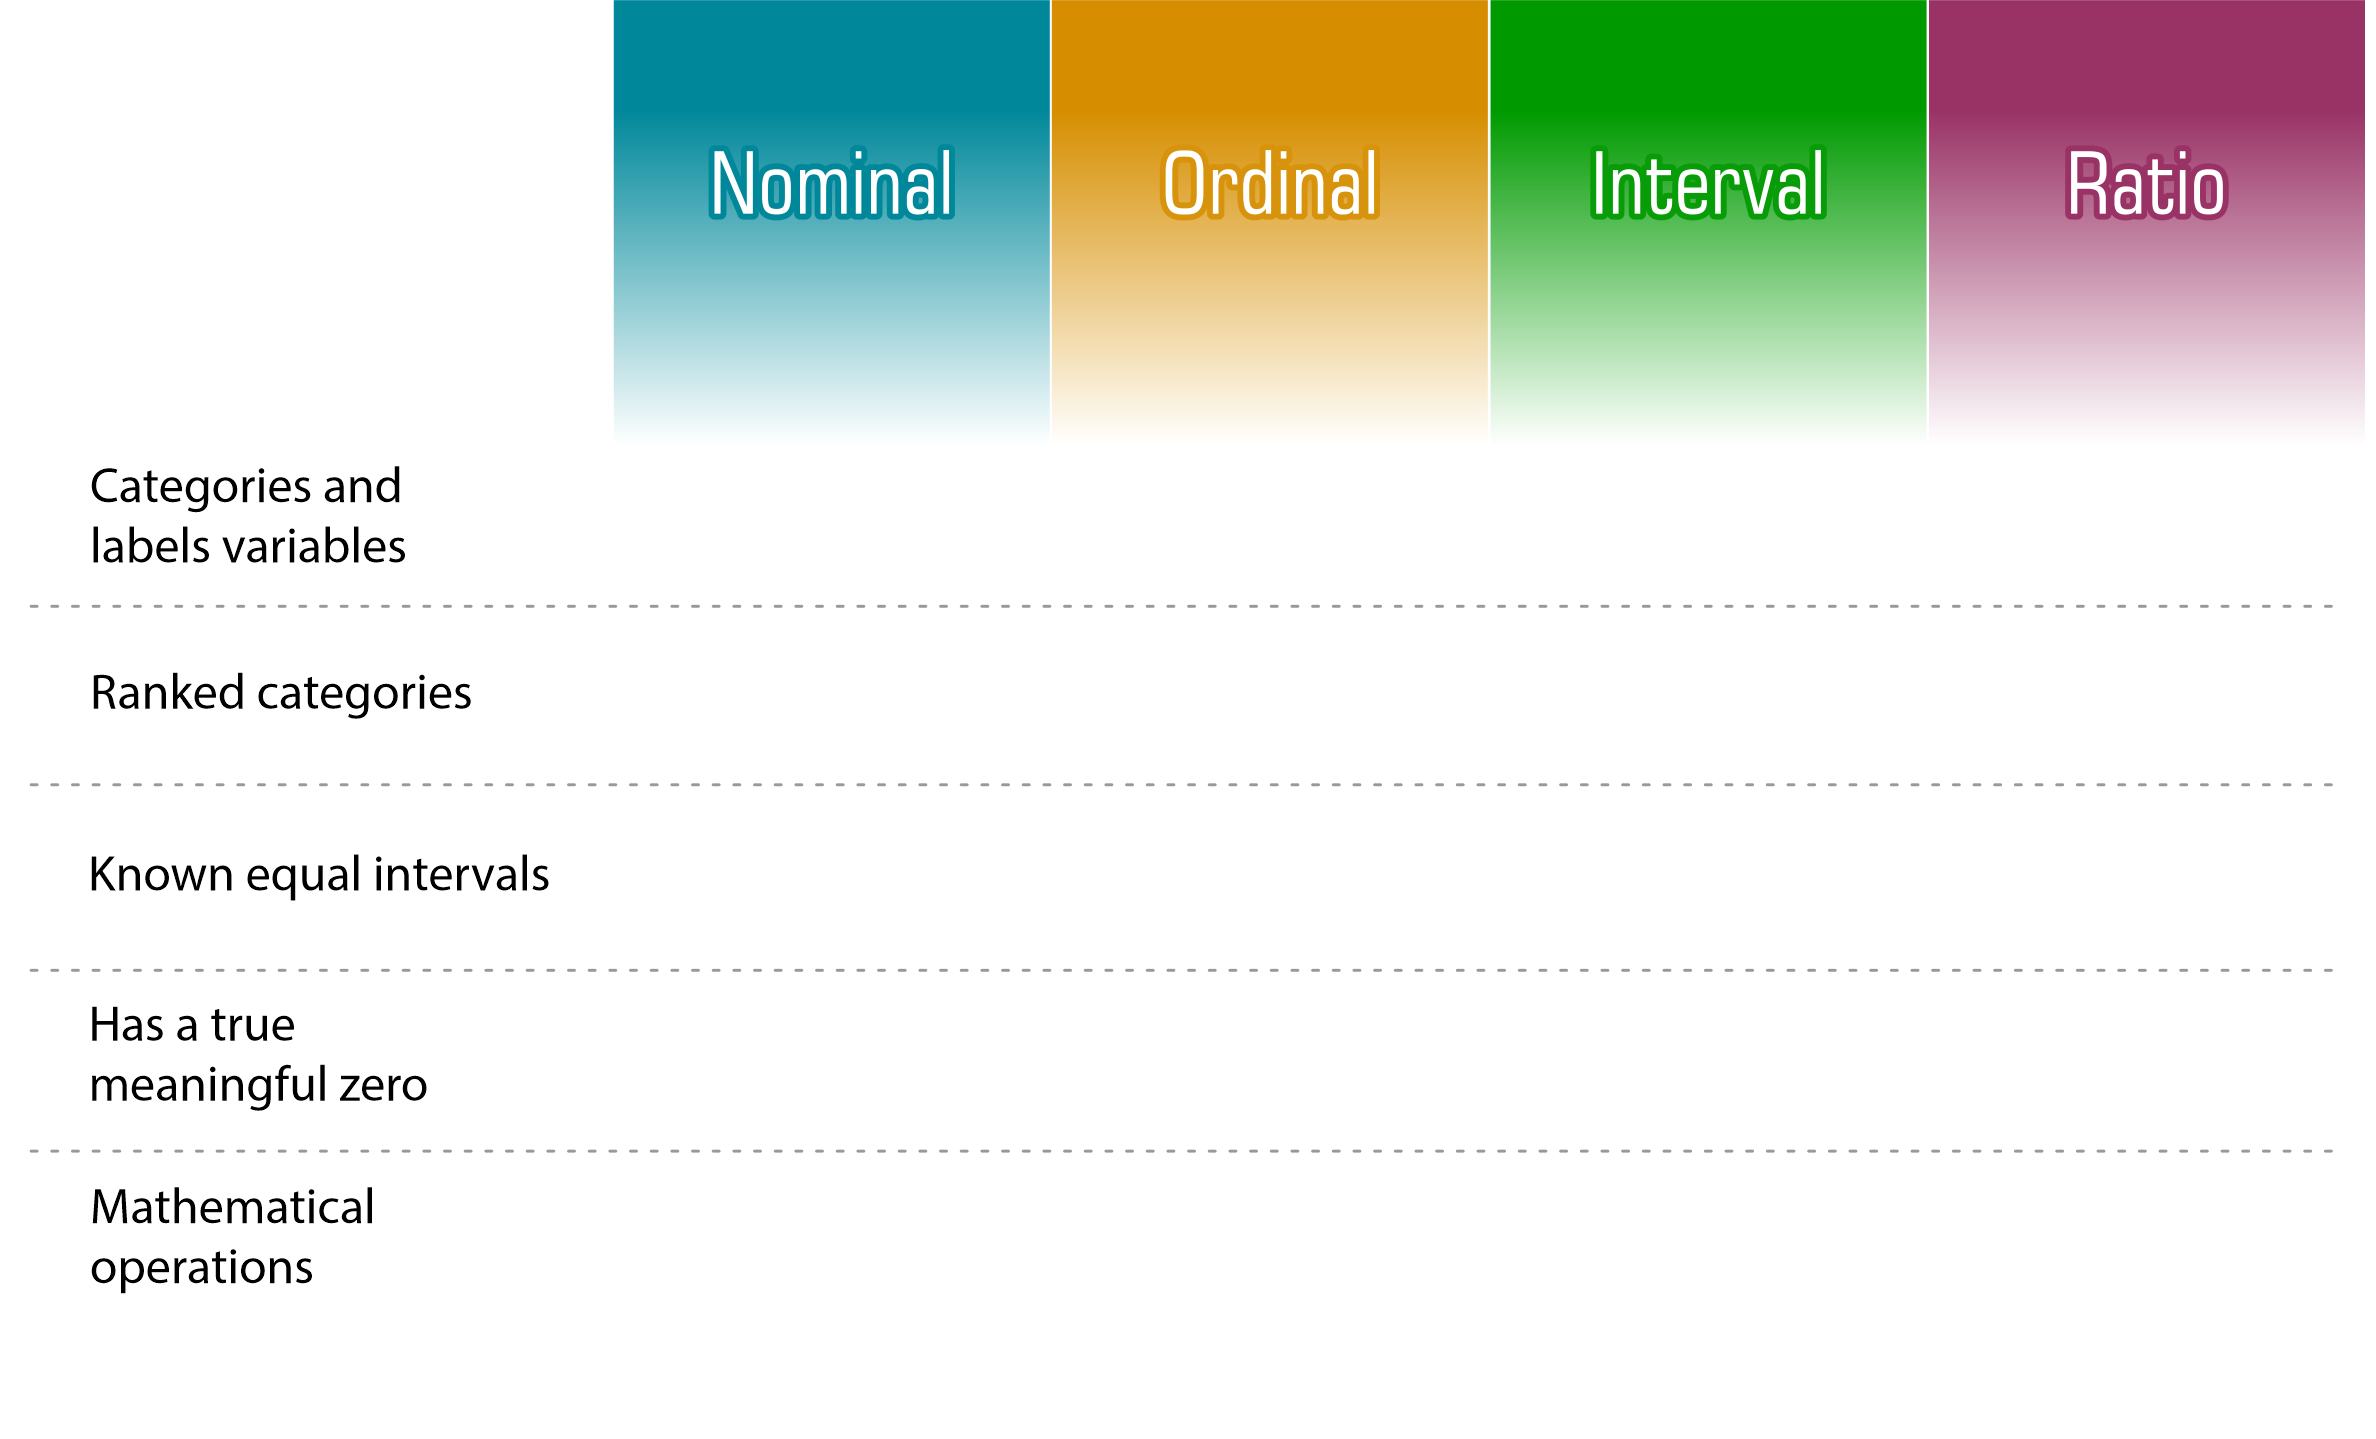 Nominal Ordinal Interval Ratio
Categories and
labels variables
Ranked categories
Known equal intervals
Has a true
meaningful zero
Mathematical
operations